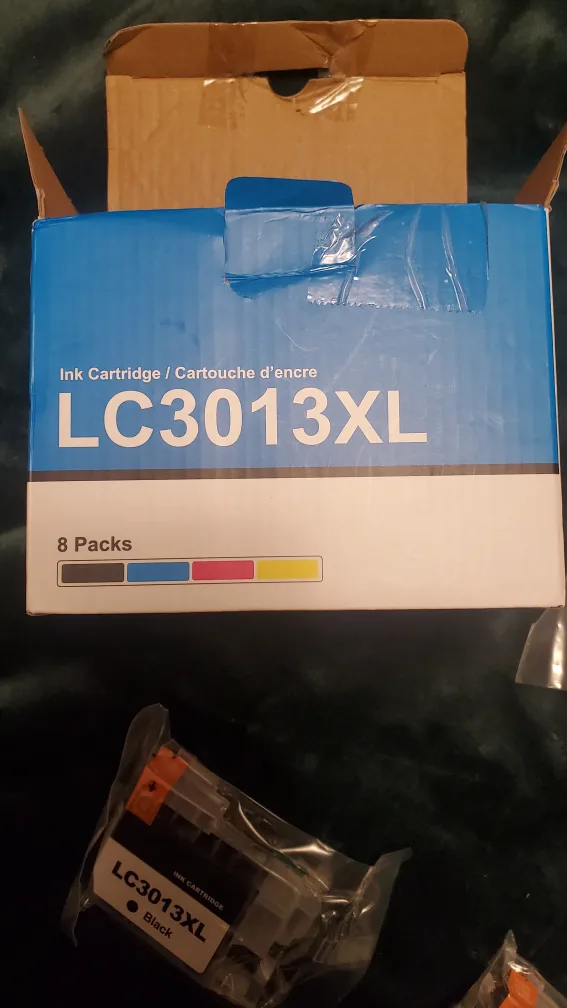 Ink Cartridge / Cartouche d'encre
LC3013XL
8 Packs
INK CARTRIDGE
LC3013XL
Black